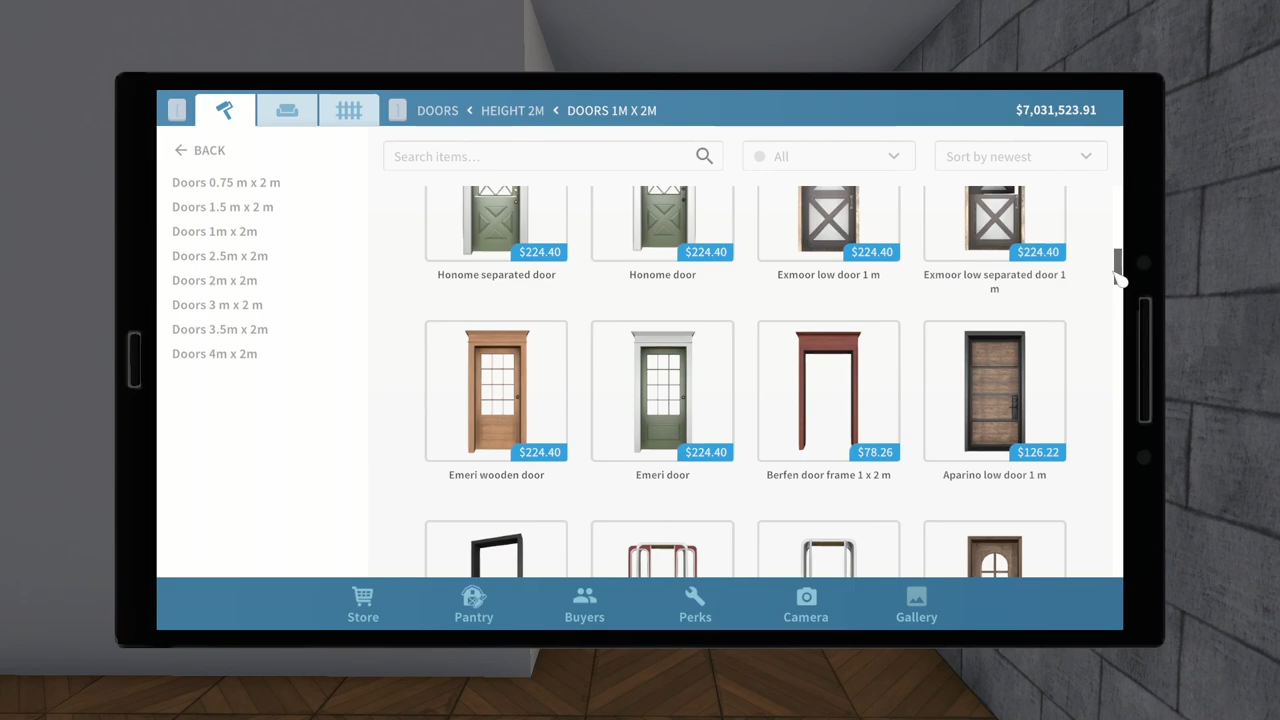 DOORS < HEIGHT 2M < DOORS 1M X 2M
$7,031,523.91
BACK
Search items...
All
Sort by newest
Doors 0.75 m x 2 m
Doors 1.5 m x 2 m
Doors 1m x 2m
Doors 2.5m x 2m
Doors 2m x 2m
Doors 3 m x 2 m
Doors 3.5m x 2m
Doors 4m x 2m
$224.40
$224.40
$224.40
$224.40
Honome separated door
Honome door
Exmoor low door 1 m
Exmoor low separated door 1
m
$224.40
$224.40
$78.26
$126.22
Emeri wooden door
Emeri door
Berfen door frame 1 x 2 m
Aparino low door 1 m
Store
Pantry
Buyers
Perks
Camera
Gallery